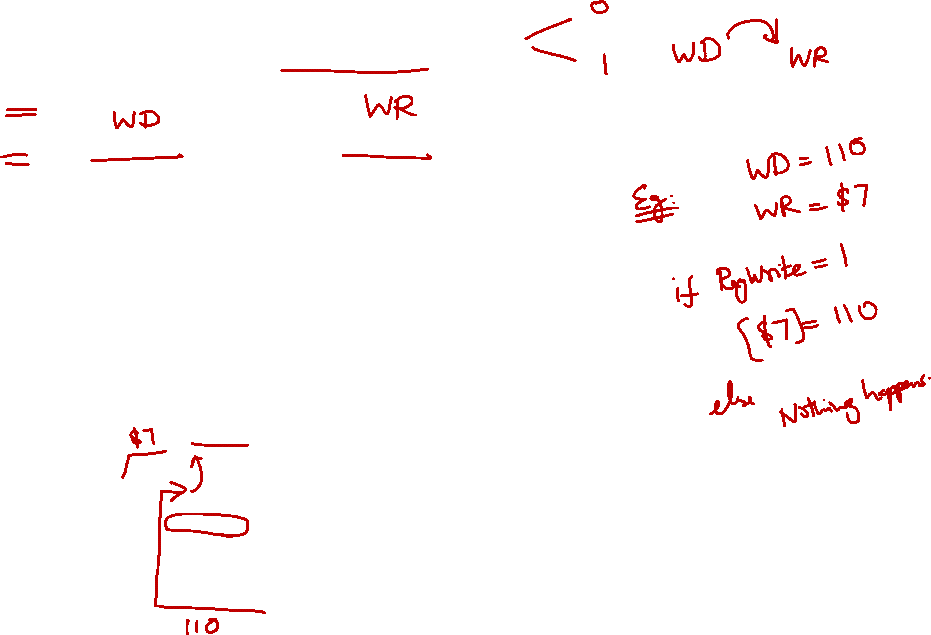 0
1
WD WR
= WD WR
=
Eg: WD = 110
WR = $7
if RegWrite = 1
[$7] = 110
else Nothing happens.
$7
110